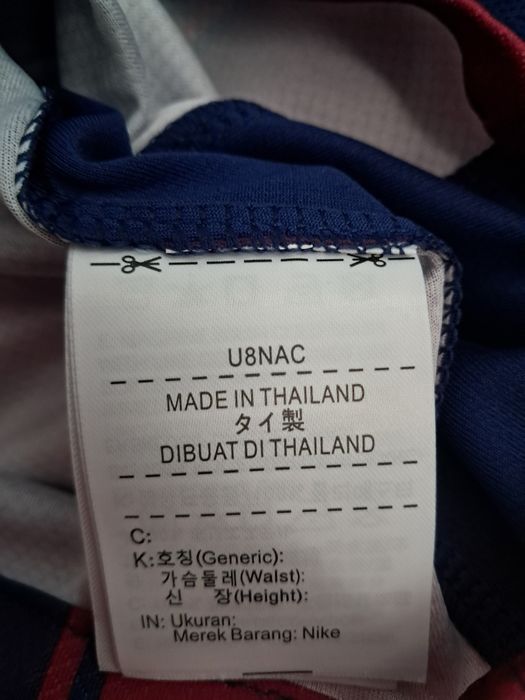 U8NAC
MADE IN THAILAND
タイ製
DIBUAT DI THAILAND
C:
K:호칭(Generic):
가슴둘레(Walst):
신 장(Height):
IN: Ukuran:
Merek Barang: Nike